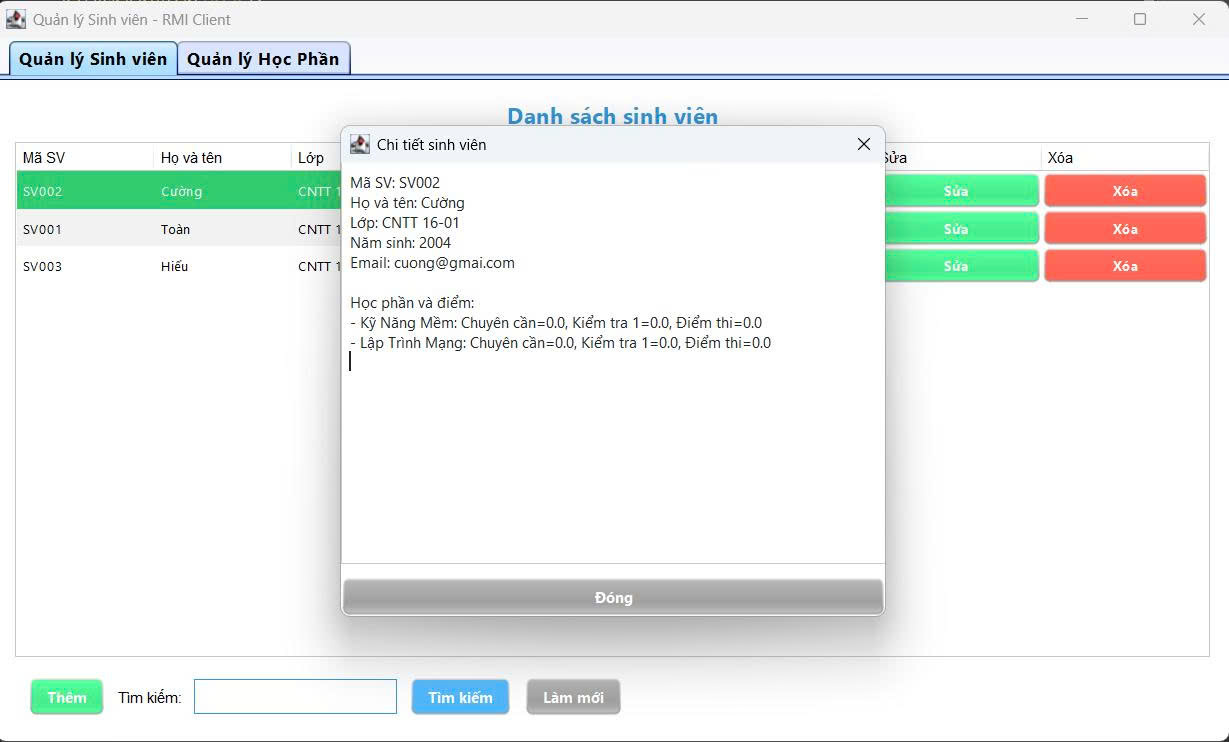 Quản lý Sinh viên - RMI Client
Quản lý Sinh viên Quản lý Học Phần
Danh sách sinh viên
Mã SV Họ và tên Lớp Sửa Xóa
SV002 Cường CNTT 1 Sửa Xóa
SV001 Toàn CNTT 1 Sửa Xóa
SV003 Hiếu CNTT 1 Sửa Xóa
Chi tiết sinh viên
Mã SV: SV002
Họ và tên: Cường
Lớp: CNTT 16-01
Năm sinh: 2004
Email: cuong@gmai.com
Học phần và điểm:
- Kỹ Năng Mềm: Chuyên cần=0.0, Kiểm tra 1=0.0, Điểm thi=0.0
- Lập Trình Mạng: Chuyên cần=0.0, Kiểm tra 1=0.0, Điểm thi=0.0
Đóng
Thêm Tìm kiếm: Tìm kiếm Làm mới